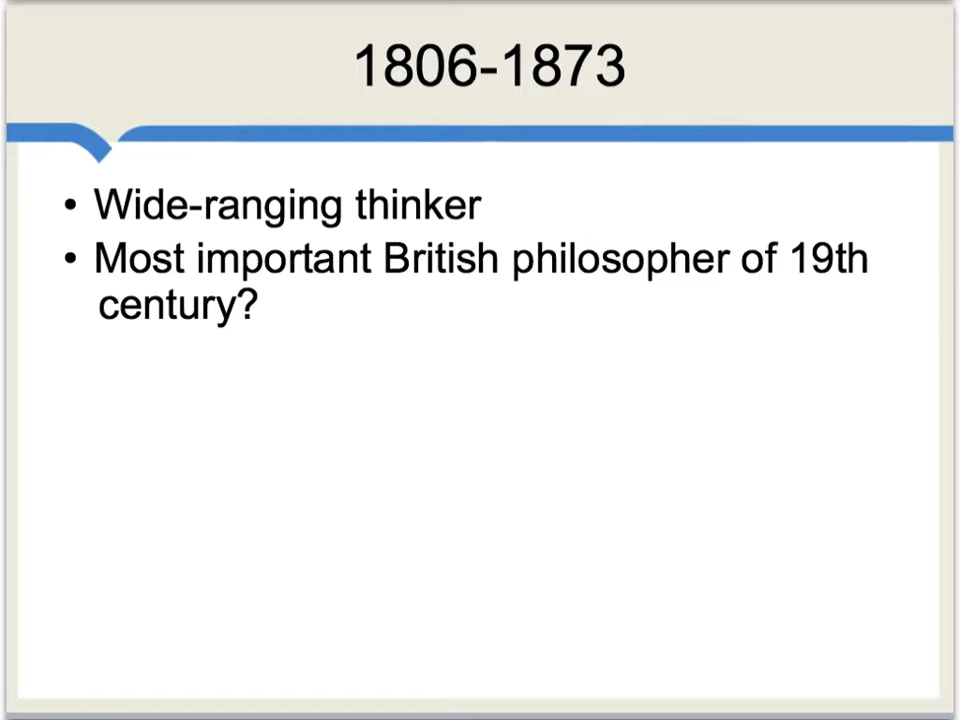 1806-1873
• Wide-ranging thinker
• Most important British philosopher of 19th
century?